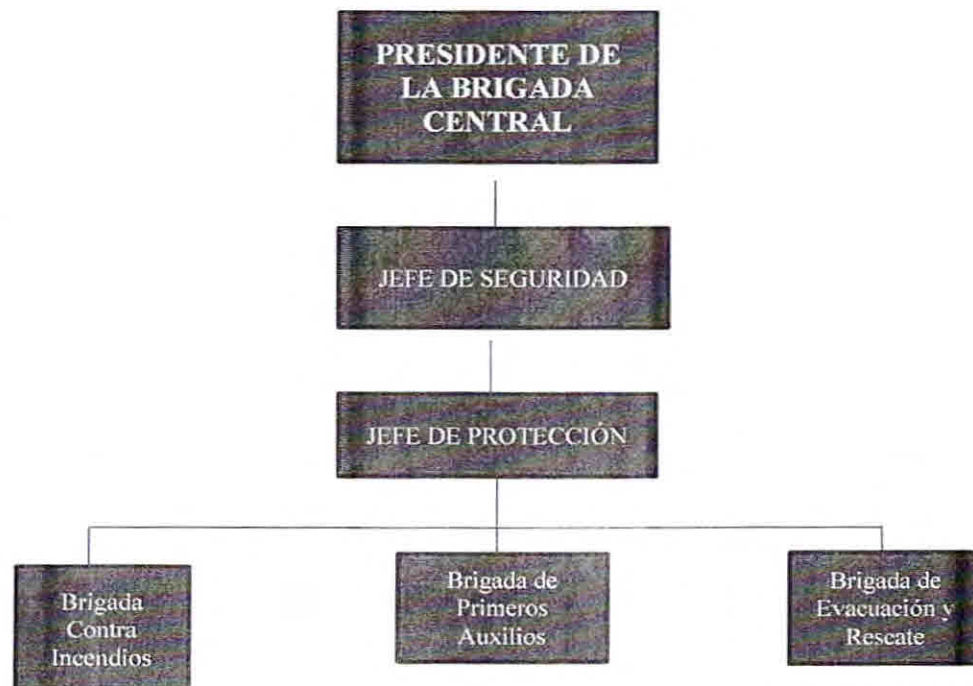 PRESIDENTE DE
LA BRIGADA
CENTRAL
JEFE DE SEGURIDAD
JEFE DE PROTECCIÓN
Brigada
Contra
Incendios
Brigada de
Primeros
Auxilios
Brigada de
Evacuación y
Rescate